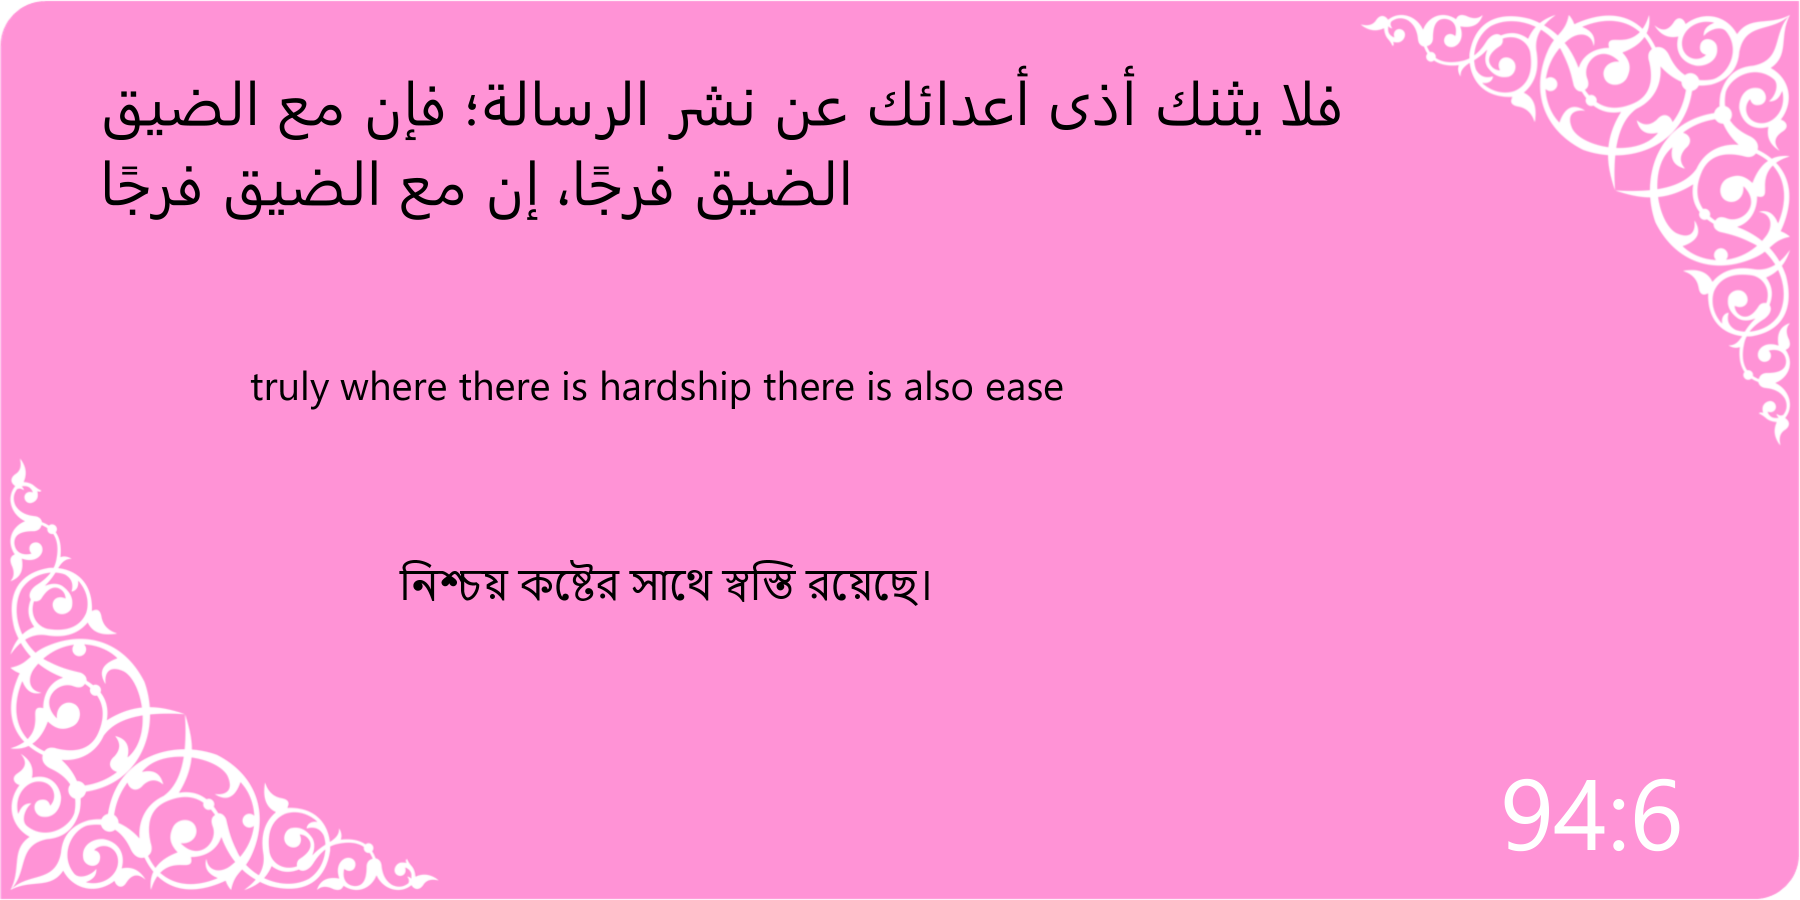 فلا يثنك أذى أعدائك عن نشر الرسالة؛ فإن مع الضيق
الضيق فرجًا، إن مع الضيق فرجًا
truly where there is hardship there is also ease
নিশ্চয় কষ্টের সাথে স্বস্তি রয়েছে।
94:6